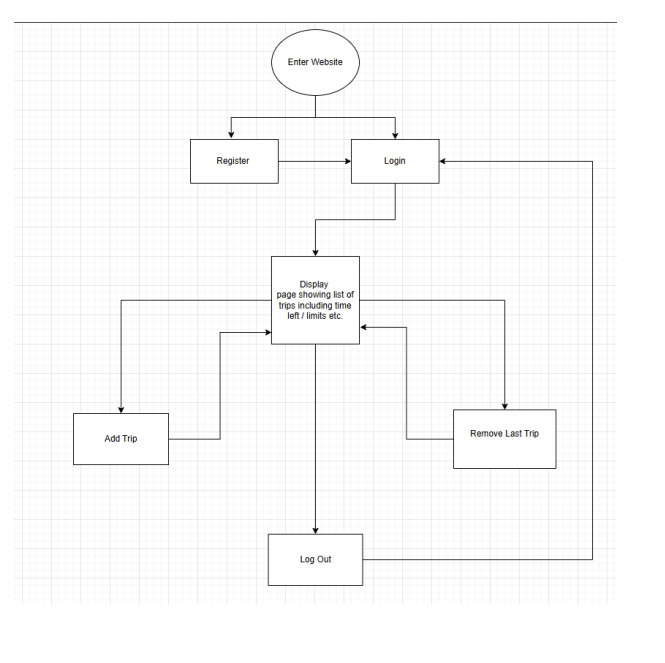 Enter Website
Register
Login
Display
page showing list of
trips including time
left / limits etc.
Add Trip
Remove Last Trip
Log Out